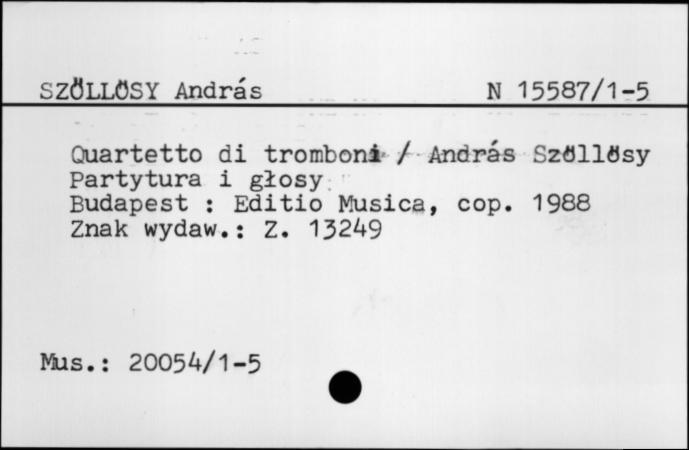 SZŐLLŐSY András N 15587/1-5
Quartetto di tromboni / András Szőllősy
Partytura i głosy
Budapest : Editio Musica, cop. 1988
Znak wydaw.: Z. 13249
Mus.: 20054/1-5